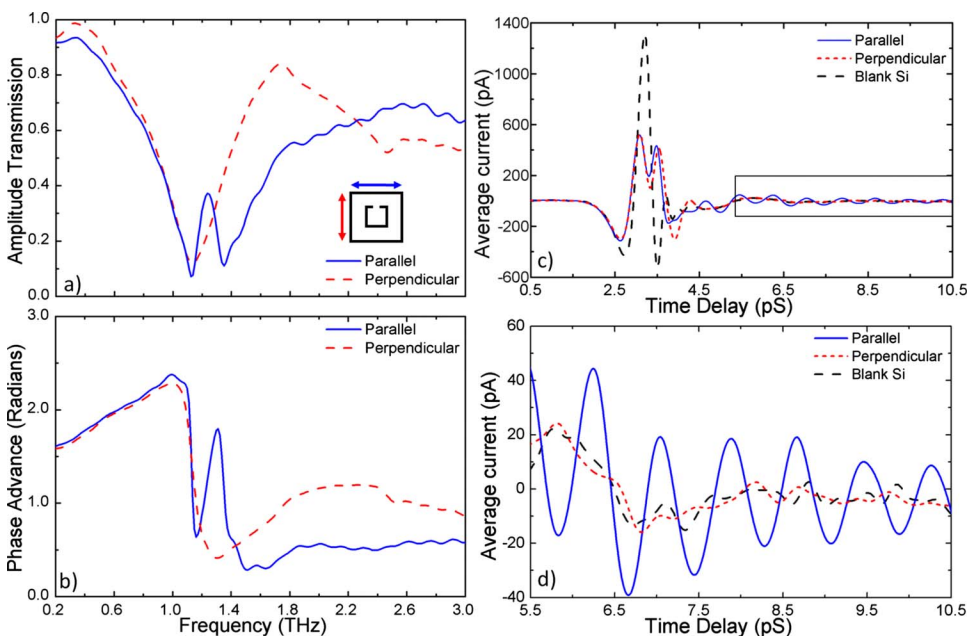 1.0
0.8
0.6
0.4
0.2
0.0
Amplitude Transmission
a)
Parallel
Perpendicular
3.0
2.0
1.0
0.0
Phase Advance (Radians)
b)
Parallel
Perpendicular
0.2 0.6 1.0 1.4 1.8 2.2 2.6 3.0
Frequency (THz)
1400
1000
600
200
-200
-600
Average current (pA)
c)
Parallel
Perpendicular
Blank Si
0.5 2.5 4.5 6.5 8.5 10.5
Time Delay (pS)
60
40
20
0
-20
-40
Average current (pA)
d)
Parallel
Perpendicular
Blank Si
5.5 6.5 7.5 8.5 9.5 10.5
Time Delay (pS)